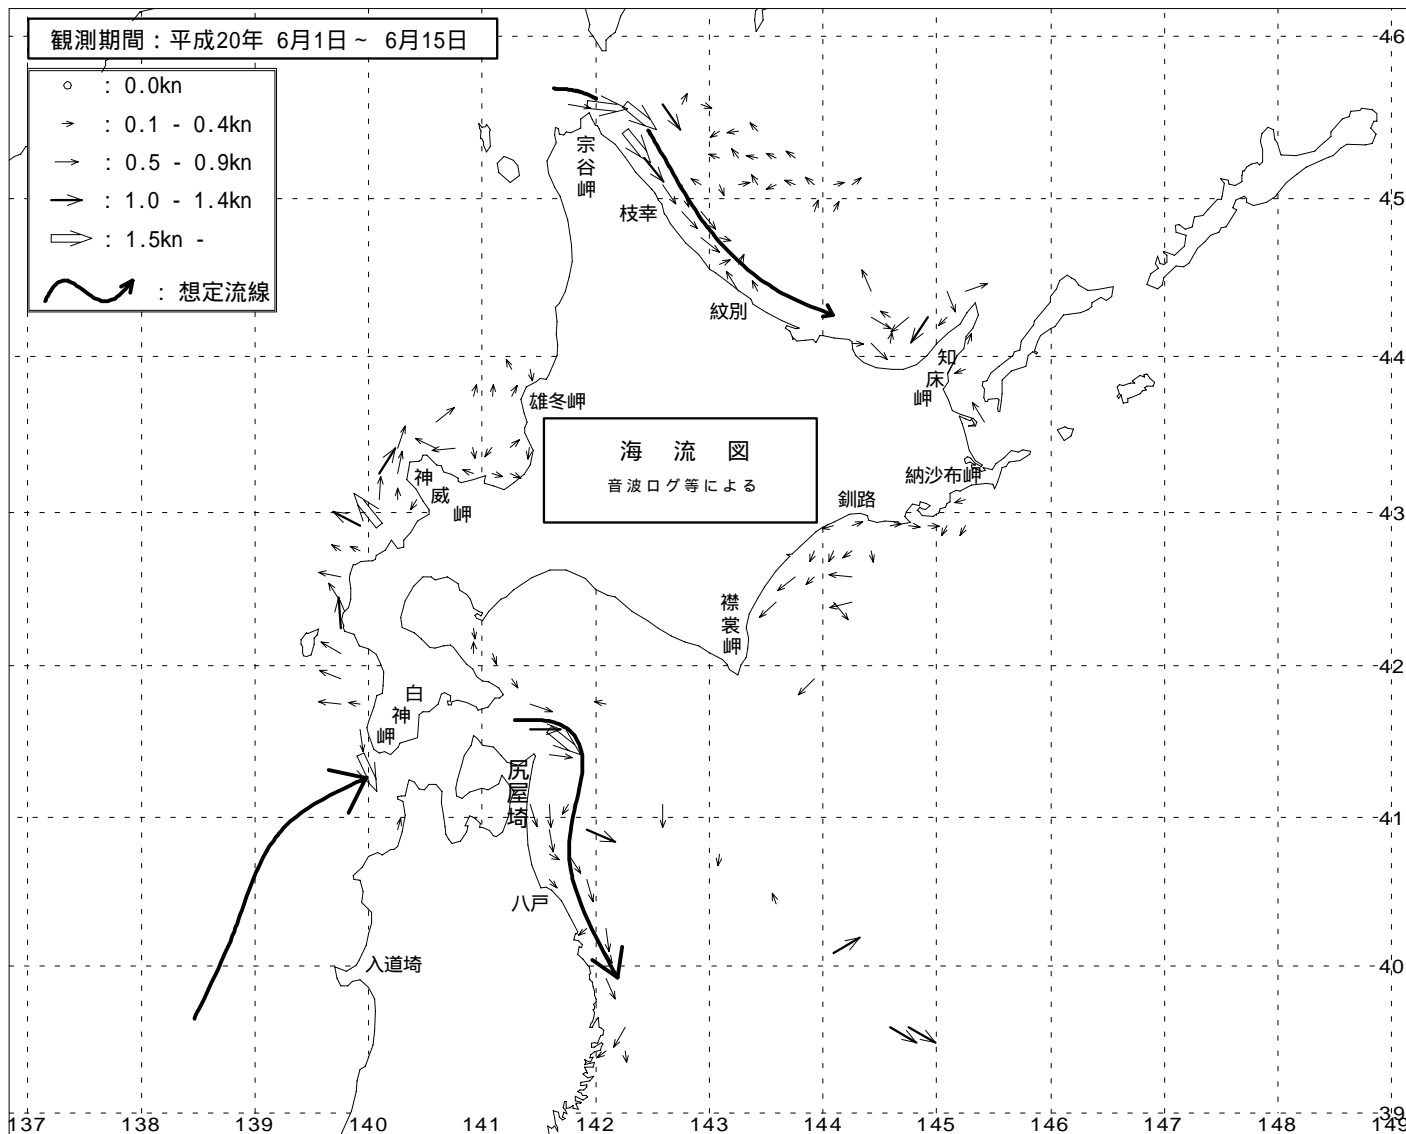 観測期間：平成20年 6月1日～ 6月15日
：0.0kn
：0.1 - 0.4kn
：0.5 - 0.9kn
：1.0 - 1.4kn
：1.5kn -
：想定流線
宗谷岬
枝幸
紋別
知床岬
雄冬岬
海流図
音波ログ等による
神威岬
納沙布岬
釧路
襟裳岬
白神岬
尻屋埼
八戸
入道埼
46
45
44
43
42
41
40
39
137 138 139 140 141 142 143 144 145 146 147 148 149